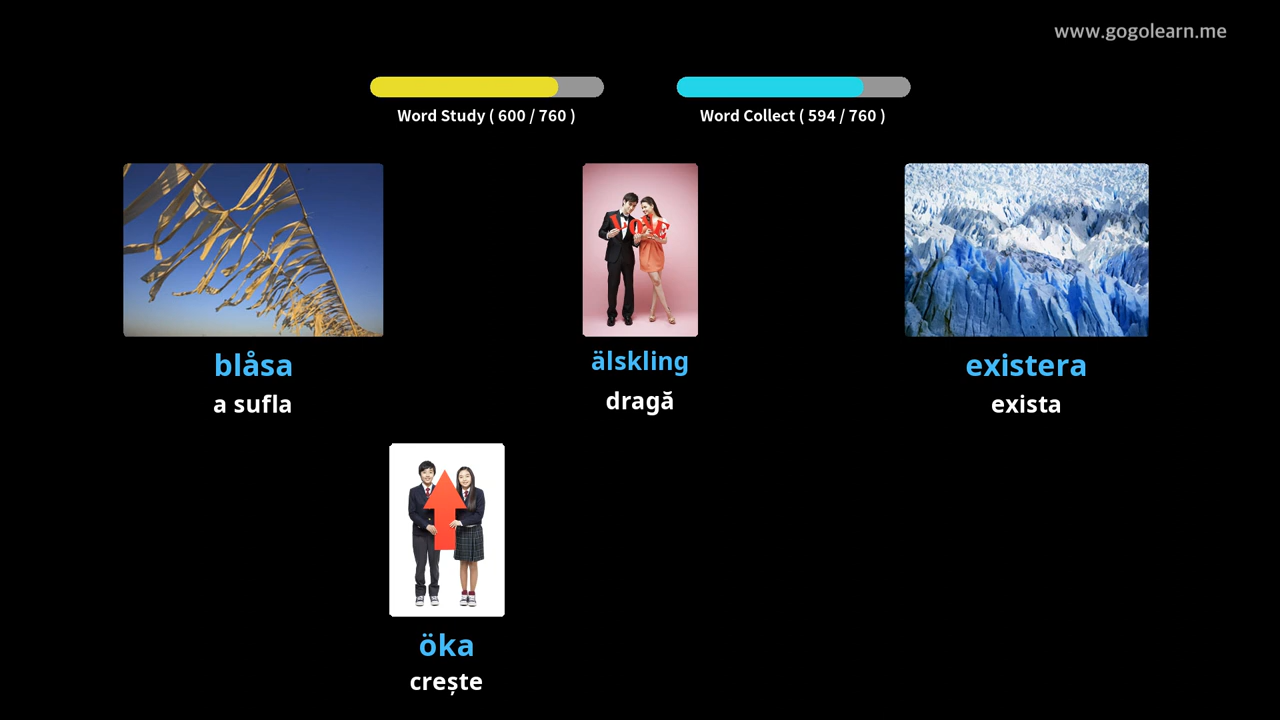 www.gogolearn.me
Word Study ( 600 / 760 )
Word Collect ( 594 / 760 )
LOVE
blåsa
a sufla
älskling
dragă
existera
exista
öka
crește